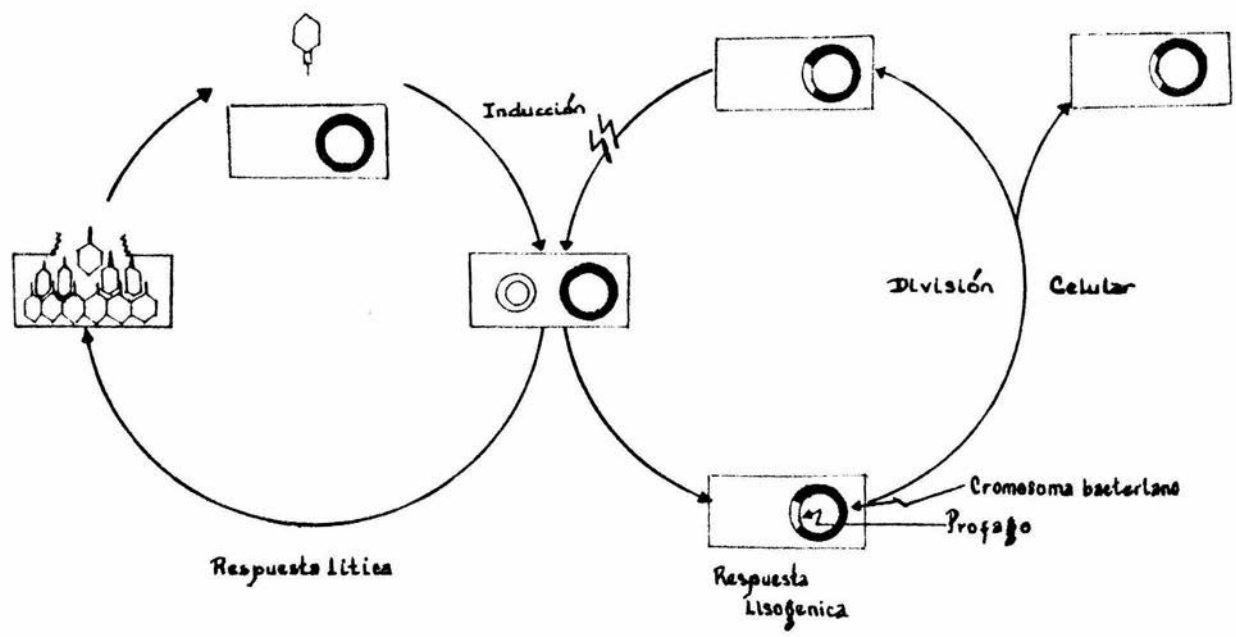 Inducción
División Celular
Cromosoma bacteriano
Profago
Respuesta Lítica
Respuesta
Lisogenica